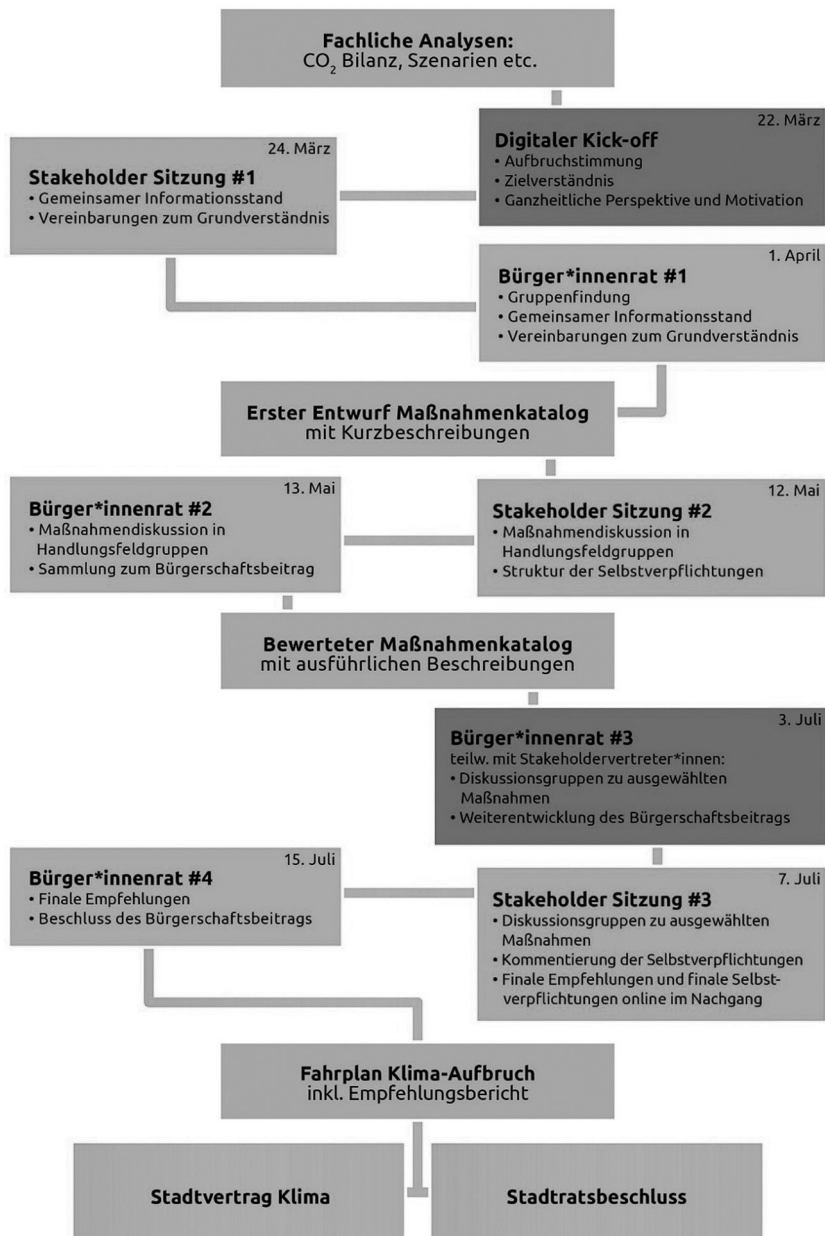 Fachliche Analysen:
CO₂ Bilanz, Szenarien etc.
22. März
Digitaler Kick-off
• Aufbruchstimmung
• Zielverständnis
• Ganzheitliche Perspektive und Motivation
24. März
Stakeholder Sitzung #1
• Gemeinsamer Informationsstand
• Vereinbarungen zum Grundverständnis
1. April
Bürger*innenrat #1
• Gruppenfindung
• Gemeinsamer Informationsstand
• Vereinbarungen zum Grundverständnis
Erster Entwurf Maßnahmenkatalog
mit Kurzbeschreibungen
12. Mai
Stakeholder Sitzung #2
• Maßnahmendiskussion in
Handlungsfeldgruppen
• Struktur der Selbstverpflichtungen
13. Mai
Bürger*innenrat #2
• Maßnahmendiskussion in
Handlungsfeldgruppen
• Sammlung zum Bürgerschaftsbeitrag
Bewerteter Maßnahmenkatalog
mit ausführlichen Beschreibungen
3. Juli
Bürger*innenrat #3
teilw. mit Stakeholdervertreter*innen:
• Diskussionsgruppen zu ausgewählten
Maßnahmen
• Weiterentwicklung des Bürgerschaftsbeitrags
7. Juli
Stakeholder Sitzung #3
• Diskussionsgruppen zu ausgewählten
Maßnahmen
• Kommentierung der Selbstverpflichtungen
• Finale Empfehlungen und finale Selbst-
verpflichtungen online im Nachgang
15. Juli
Bürger*innenrat #4
• Finale Empfehlungen
• Beschluss des Bürgerschaftsbeitrags
Fahrplan Klima-Aufbruch
inkl. Empfehlungsbericht
Stadtvertrag Klima
Stadtratsbeschluss